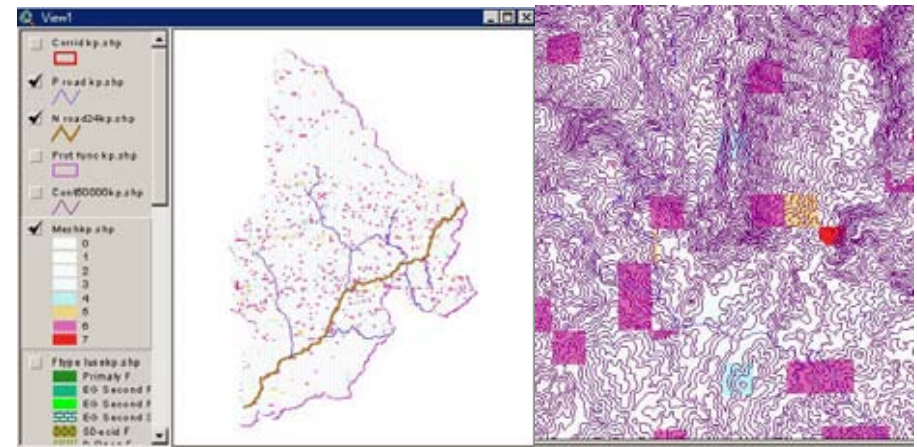 View1
Corrid kp.shp
P road kp.shp
N road24kp.shp
Prot func kp.shp
Cont60000kp.shp
Meshkp.shp
0
1
2
3
4
5
6
7
Ftype lusekp.shp
Primaly F
EG Second F
EG Second F
EG Second S
SDecid F